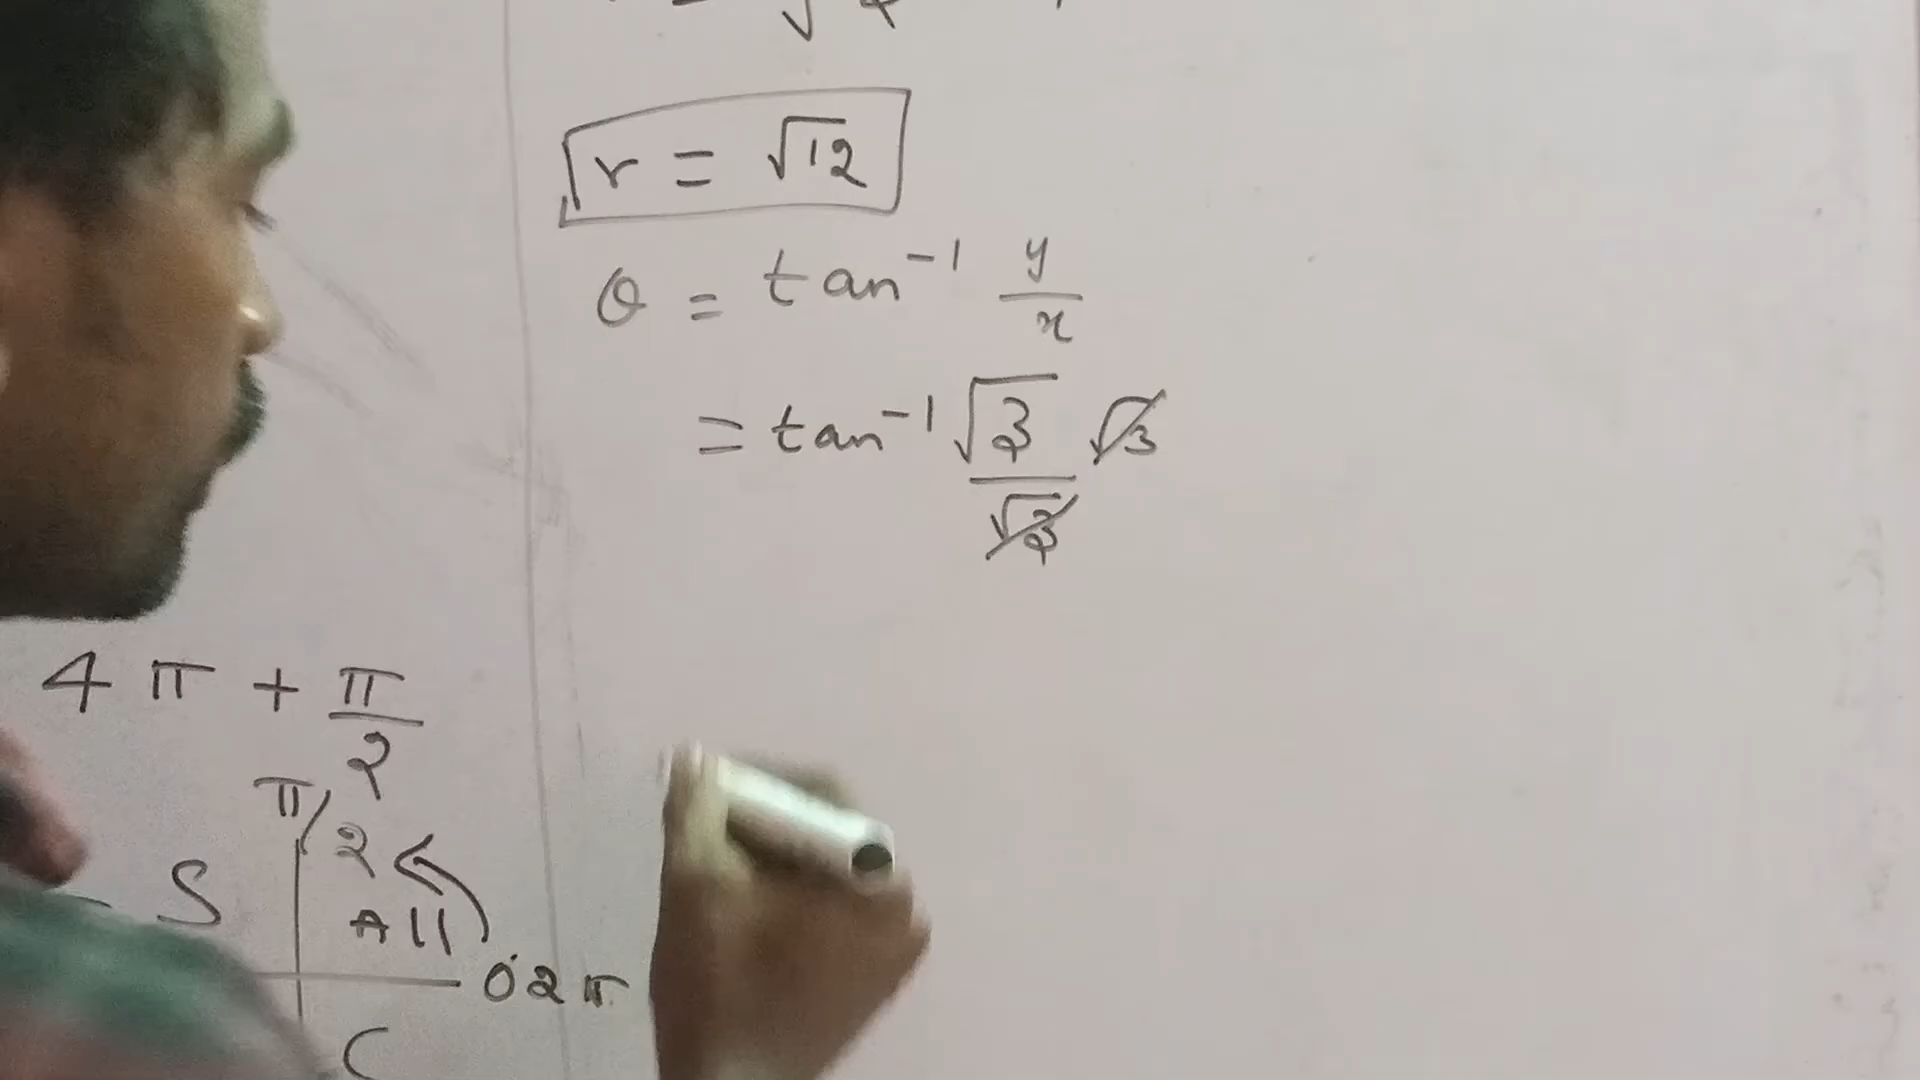 r = √12
θ = tan⁻¹ y/x
= tan⁻¹ √3 √3/√3
4π + π/2
π/2
S
All
0 2π
C